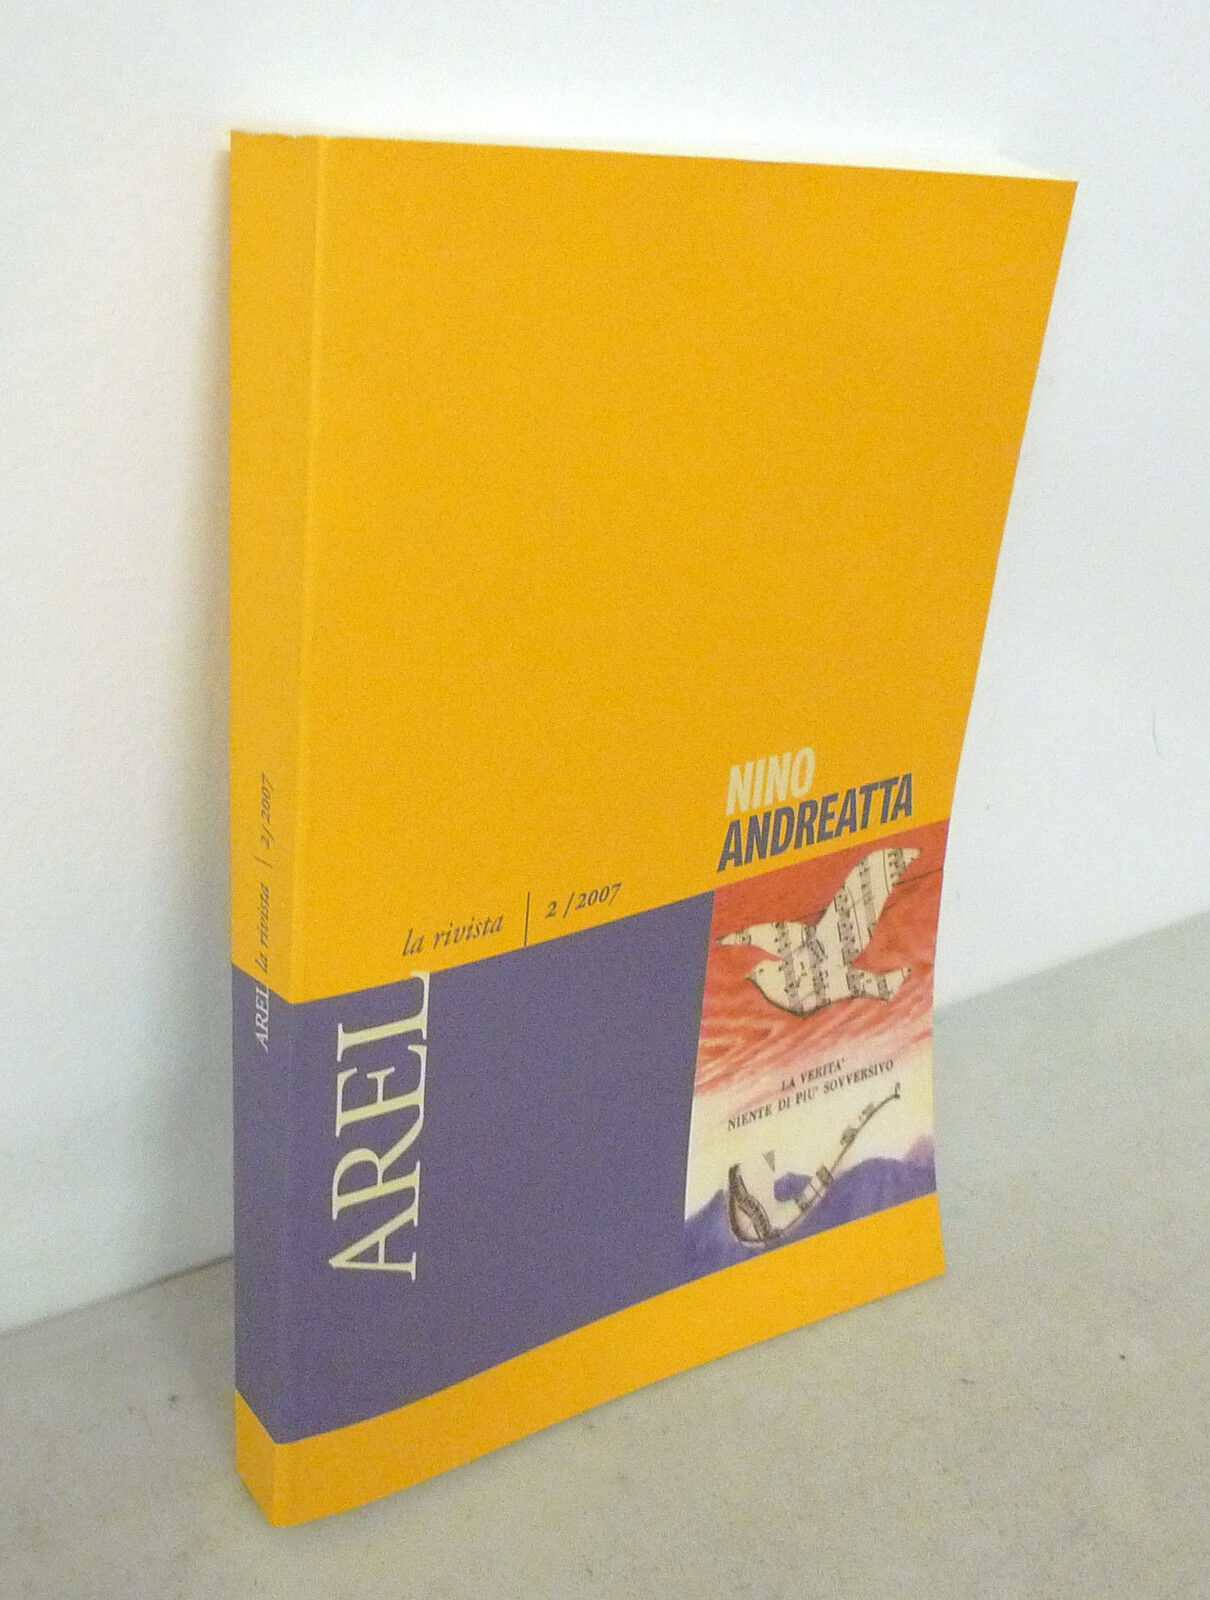 NINO
ANDREATTA
la rivista | 2 / 2007
AREL
LA VERITA'
NIENTE DI PIU' SOVVERSIVO
AREL la rivista | 2 / 2007